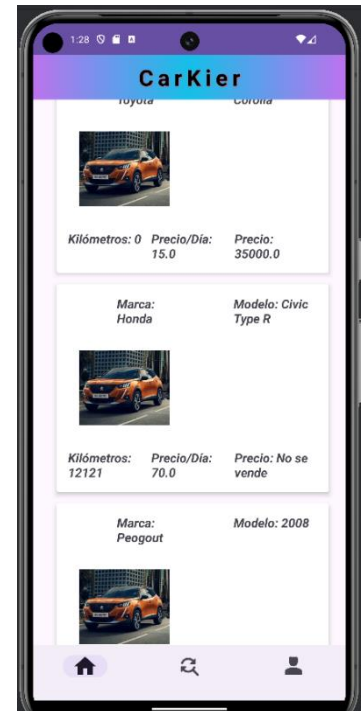 1:28
CarKier
Toyota Corolla
Kilómetros: 0 Precio/Día: Precio:
15.0 35000.0
Marca: Modelo: Civic
Honda Type R
Kilómetros: Precio/Día: Precio: No se
12121 70.0 vende
Marca: Modelo: 2008
Peogout